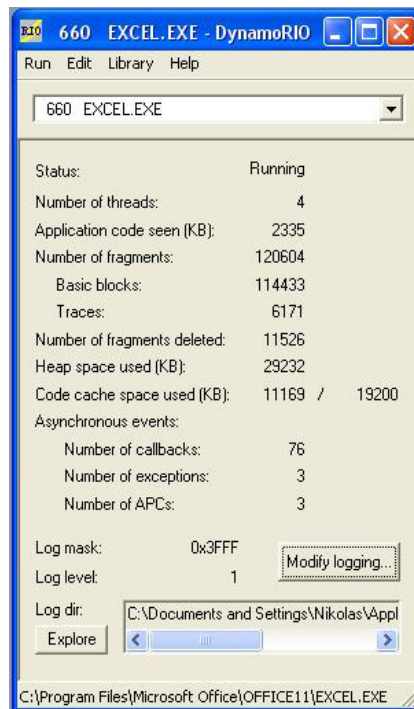 RIO 660 EXCEL.EXE - DynamoRIO
Run Edit Library Help
660 EXCEL.EXE
Status: Running
Number of threads: 4
Application code seen (KB): 2335
Number of fragments: 120604
Basic blocks: 114433
Traces: 6171
Number of fragments deleted: 11526
Heap space used (KB): 29232
Code cache space used (KB): 11169 / 19200
Asynchronous events:
Number of callbacks: 76
Number of exceptions: 3
Number of APCs: 3
Log mask: 0x3FFF
Modify logging...
Log level: 1
Log dir: C:\Documents and Settings\Nikolas\Appl
Explore
C:\Program Files\Microsoft Office\OFFICE11\EXCEL.EXE